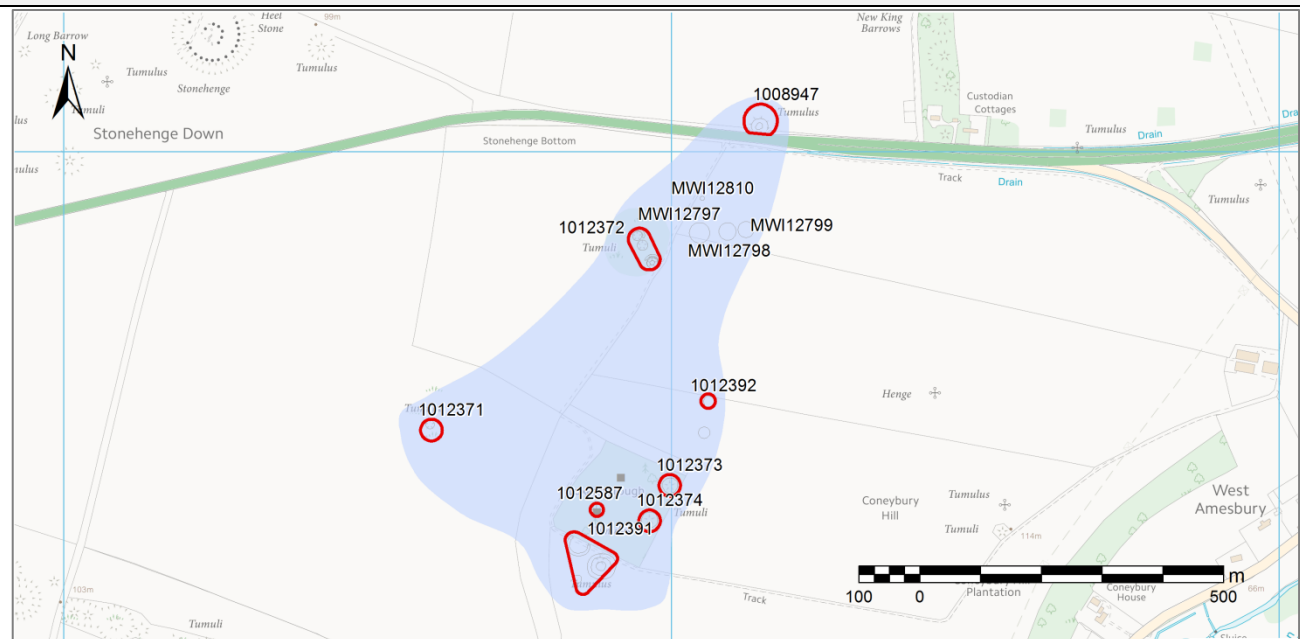 Heel
Stone
99m
Long Barrow
N
Tumulus
Tumulus
Stonehenge
New King
Barrows
1008947
Tumulus
Custodian
Cottages
Tumuli
Stonehenge Down
Stonehenge Bottom
Tumulus
Drain
Track
Drain
Tumulus
MWI12810
MWI12797
1012372
MWI12799
Tumuli
MWI12798
1012392
Henge
1012371
1012373
1012587
1012374
Tumuli
1012391
Coneybury
Hill
Tumulus
Tumuli
114m
West
Amesbury
Tumulus
103m
Track
100 0 500 m
Plantation
Coneybury
House
66m
Tumuli